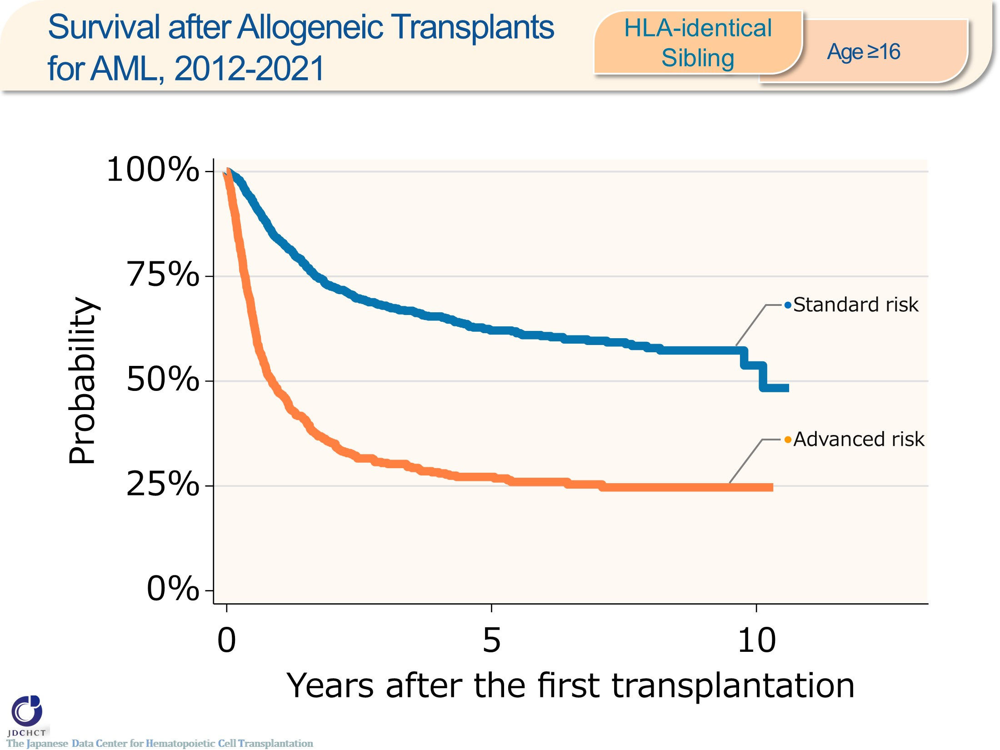 Survival after Allogeneic Transplants
for AML, 2012-2021
HLA-identical
Sibling
Age ≥16
100%
75%
50%
25%
0%
Probability
Standard risk
Advanced risk
0
5
10
Years after the first transplantation
JDCHCT
The Japanese Data Center for Hematopoietic Cell Transplantation